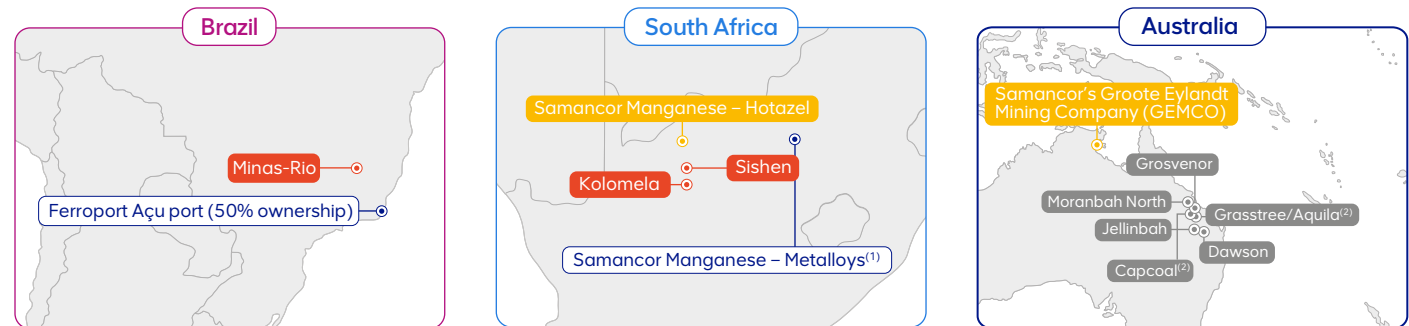 Brazil
Minas-Rio
Ferroport Açu port (50% ownership)
South Africa
Samancor Manganese – Hotazel
Sishen
Kolomela
Samancor Manganese – Metalloys(1)
Australia
Samancor's Groote Eylandt
Mining Company (GEMCO)
Grosvenor
Moranbah North
Grasstree/Aquila(2)
Jellinbah
Dawson
Capcoal(2)